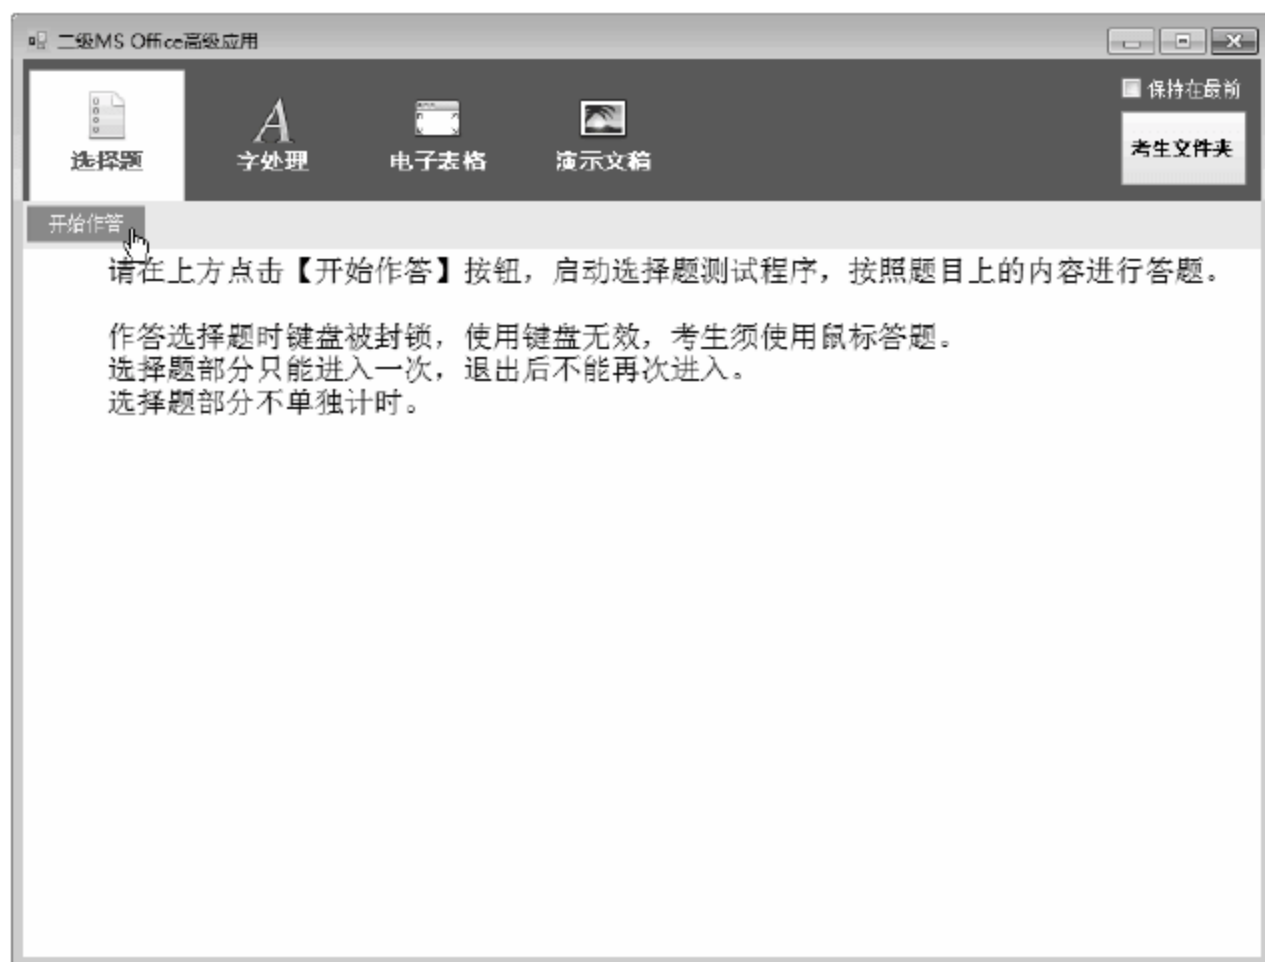 二级MS Office高级应用
保持在最前
选择题
字处理
电子表格
演示文稿
考生文件夹
开始作答
请在上方点击【开始作答】按钮，启动选择题测试程序，按照题目上的内容进行答题。
作答选择题时键盘被封锁，使用键盘无效，考生须使用鼠标答题。
选择题部分只能进入一次，退出后不能再次进入。
选择题部分不单独计时。